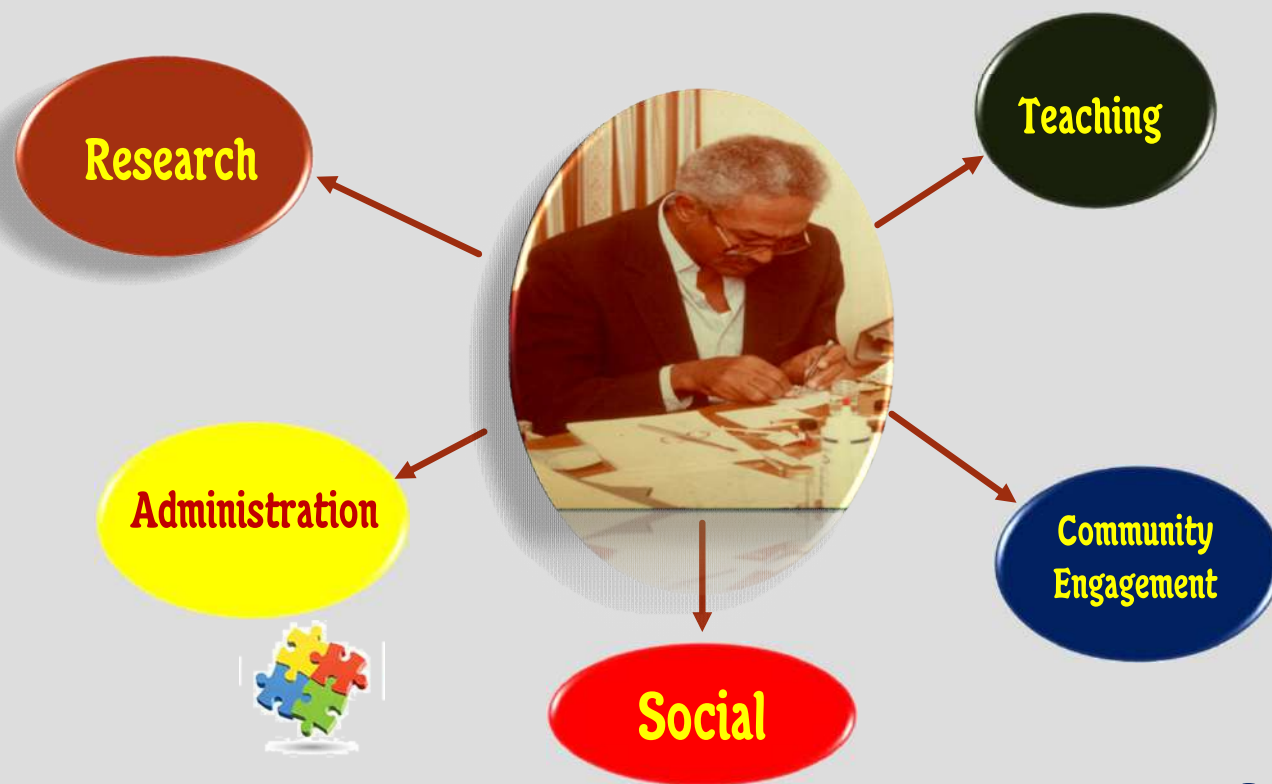 Research
Teaching
Administration
Community
Engagement
Social